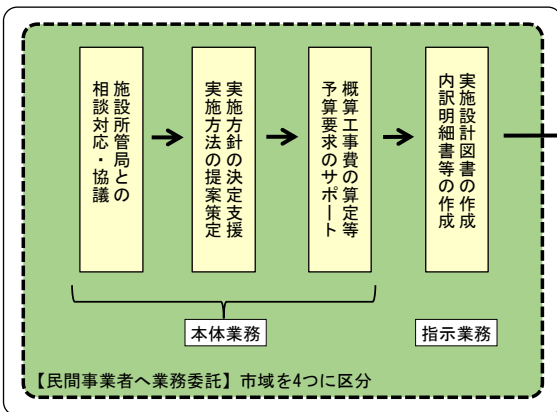 施設所管局との
相談対応・協議
実施方針の決定支援
実施方法の提案策定
概算工事費の算定等
予算要求のサポート
実施設計図書の作成
内訳明細書等の作成
本体業務
指示業務
【民間事業者へ業務委託】市域を4つに区分